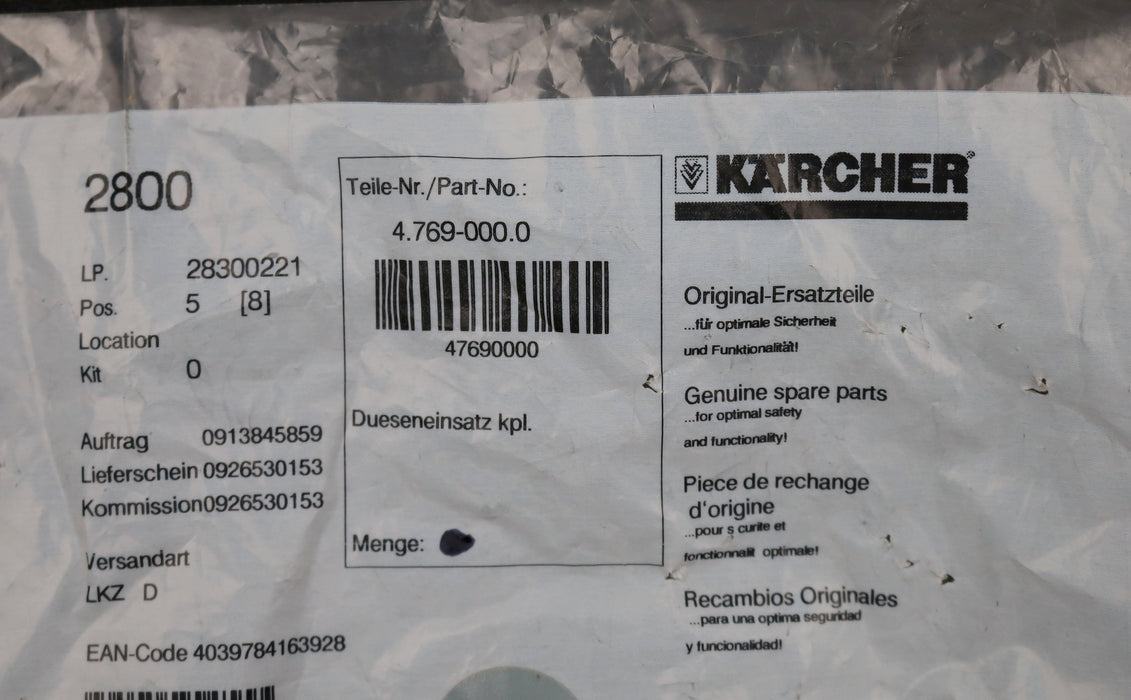 2800
LP. 28300221
Pos. 5 [8]
Location
Kit 0
Auftrag 0913845859
Lieferschein 0926530153
Kommission0926530153
Versandart
LKZ D
EAN-Code 4039784163928
Teile-Nr./Part-No.:
4.769-000.0
47690000
Dueseneinsatz kpl.
Menge:
KÄRCHER®
Original-Ersatzteile
...für optimale Sicherheit
und Funktionalität!
Genuine spare parts
...for optimal safety
and functionality!
Piece de rechange
d'origine
...pour s curite et
fonctionnalit optimale!
Recambios Originales
...para una optima seguridad
y funcionalidad!